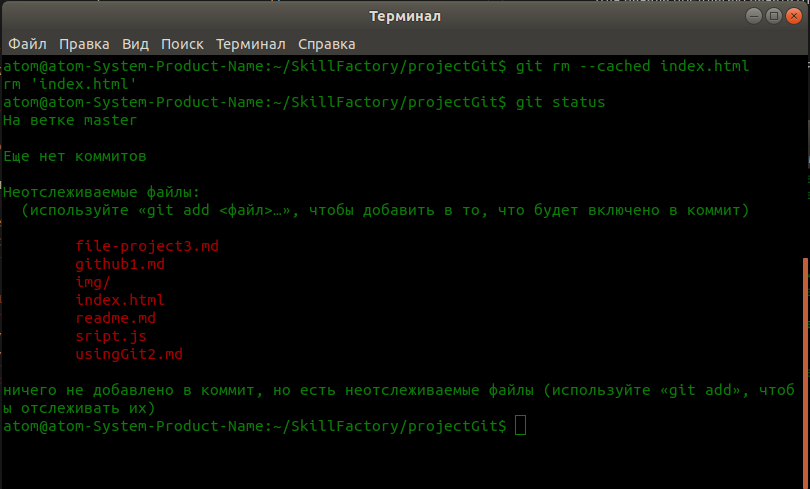 Терминал
Файл Правка Вид Поиск Терминал Справка
atom@atom-System-Product-Name:~/SkillFactory/projectGit$ git rm --cached index.html
rm 'index.html'
atom@atom-System-Product-Name:~/SkillFactory/projectGit$ git status
На ветке master
Еще нет коммитов
Неотслеживаемые файлы:
(используйте «git add <файл>…», чтобы добавить в то, что будет включено в коммит)
file-project3.md
github1.md
img/
index.html
readme.md
sript.js
usingGit2.md
ничего не добавлено в коммит, но есть неотслеживаемые файлы (используйте «git add», чтоб
ы отслеживать их)
atom@atom-System-Product-Name:~/SkillFactory/projectGit$